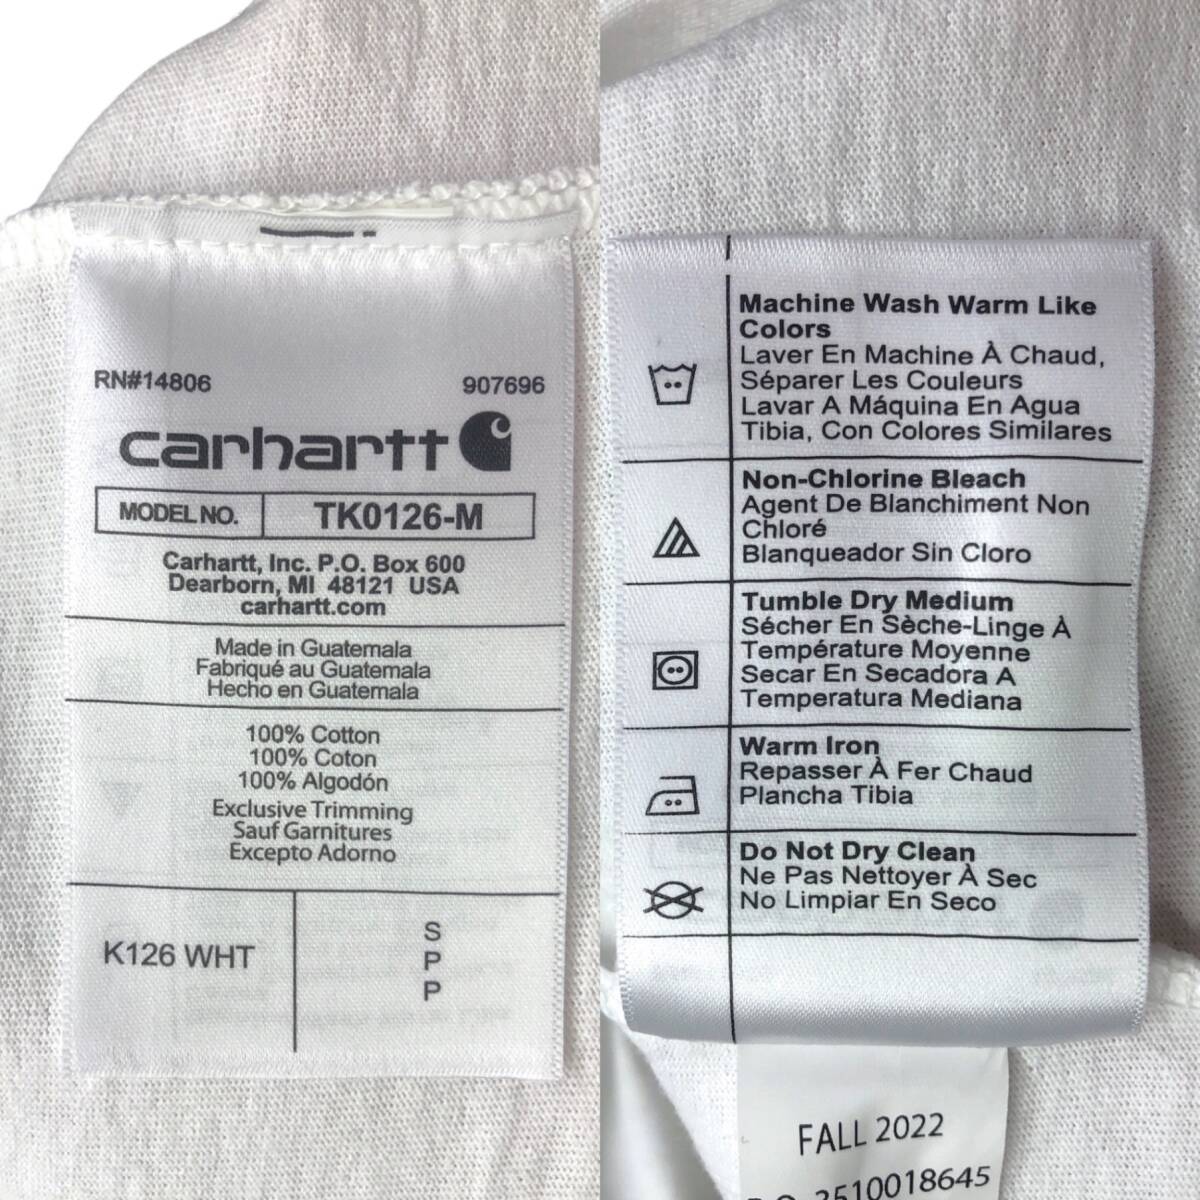 RN#14806 907696
carhartt
MODEL NO. TK0126-M
Carhartt, Inc. P.O. Box 600
Dearborn, MI 48121 USA
carhartt.com
Made in Guatemala
Fabriqué au Guatemala
Hecho en Guatemala
100% Cotton
100% Coton
100% Algodón
Exclusive Trimming
Sauf Garnitures
Excepto Adorno
K126 WHT
S
P
P
Machine Wash Warm Like
Colors
Laver En Machine À Chaud,
Séparer Les Couleurs
Lavar A Máquina En Agua
Tibia, Con Colores Similares
Non-Chlorine Bleach
Agent De Blanchiment Non
Chloré
Blanqueador Sin Cloro
Tumble Dry Medium
Sécher En Sèche-Linge À
Température Moyenne
Secar En Secadora A
Temperatura Mediana
Warm Iron
Repasser À Fer Chaud
Plancha Tibia
Do Not Dry Clean
Ne Pas Nettoyer À Sec
No Limpiar En Seco
FALL 2022
3510018645